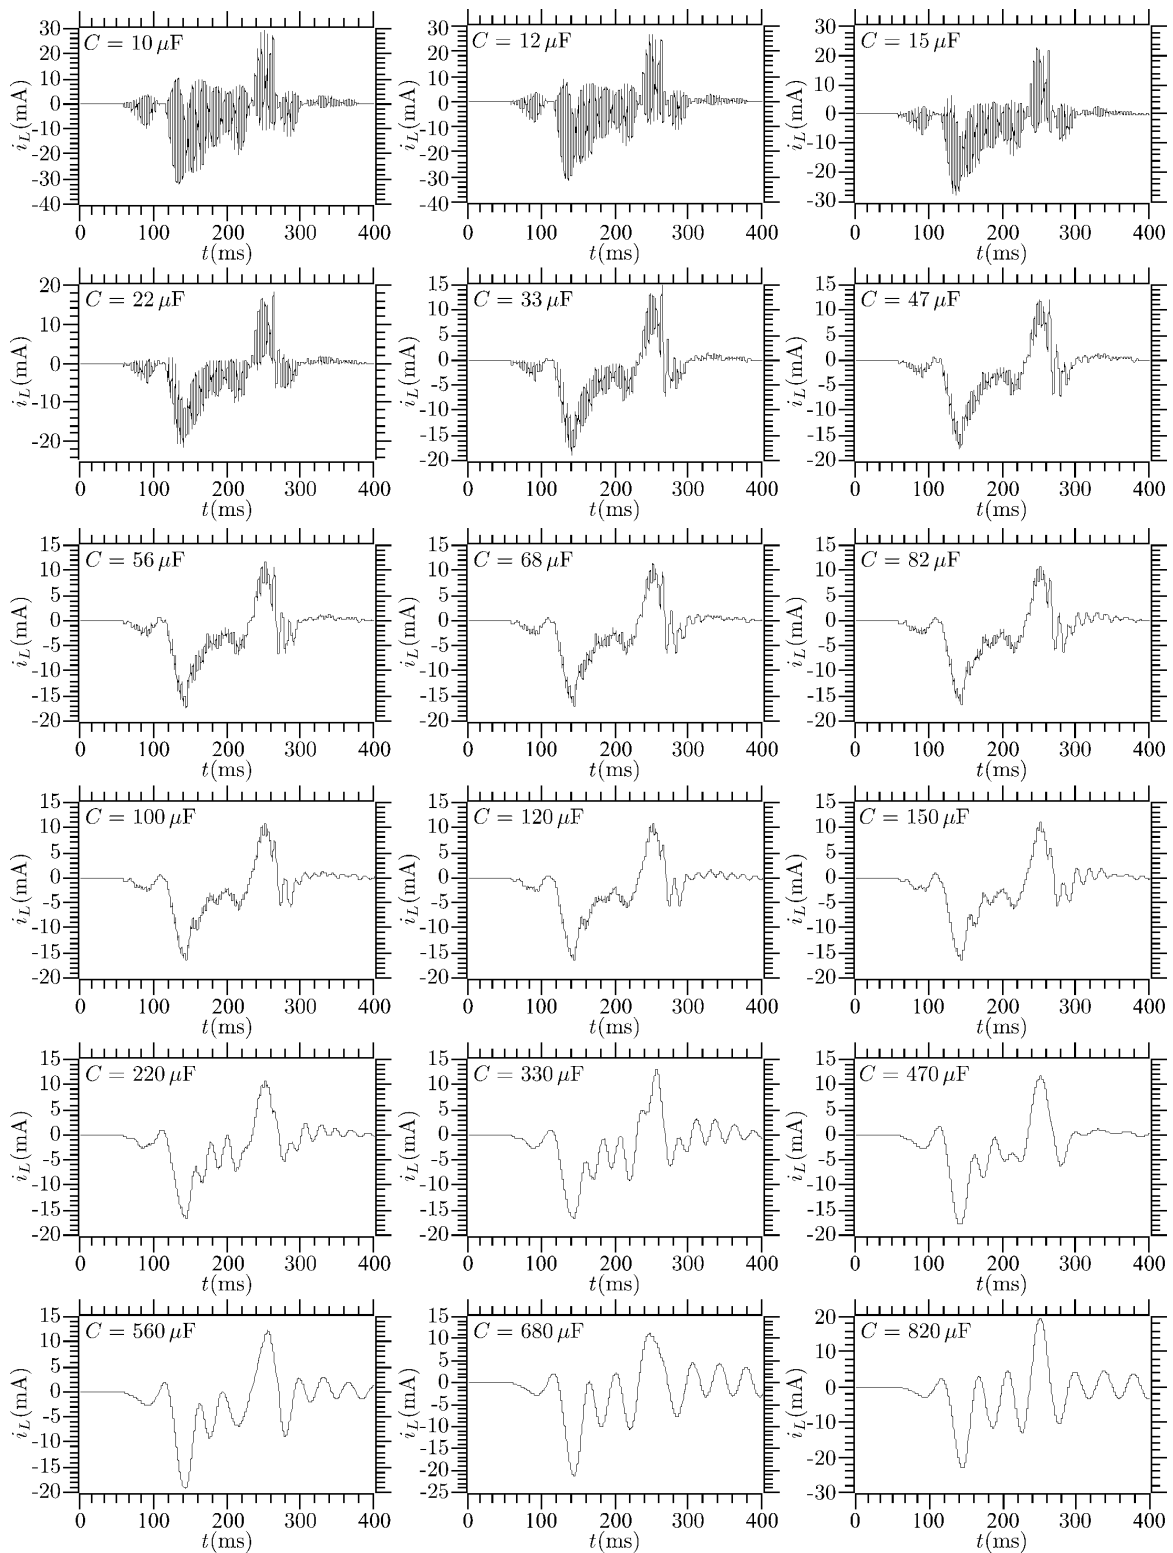 C = 10 μF
30
20
10
0
-10
-20
-30
-40
i_L(mA)
0 100 200 300 400
t(ms)
C = 12 μF
30
20
10
0
-10
-20
-30
-40
i_L(mA)
0 100 200 300 400
t(ms)
C = 15 μF
30
20
10
0
-10
-20
-30
i_L(mA)
0 100 200 300 400
t(ms)
C = 22 μF
20
10
0
-10
-20
i_L(mA)
0 100 200 300 400
t(ms)
C = 33 μF
15
10
5
0
-5
-10
-15
-20
i_L(mA)
0 100 200 300 400
t(ms)
C = 47 μF
15
10
5
0
-5
-10
-15
-20
i_L(mA)
0 100 200 300 400
t(ms)
C = 56 μF
15
10
5
0
-5
-10
-15
-20
i_L(mA)
0 100 200 300 400
t(ms)
C = 68 μF
15
10
5
0
-5
-10
-15
-20
i_L(mA)
0 100 200 300 400
t(ms)
C = 82 μF
15
10
5
0
-5
-10
-15
-20
i_L(mA)
0 100 200 300 400
t(ms)
C = 100 μF
15
10
5
0
-5
-10
-15
-20
i_L(mA)
0 100 200 300 400
t(ms)
C = 120 μF
15
10
5
0
-5
-10
-15
-20
i_L(mA)
0 100 200 300 400
t(ms)
C = 150 μF
15
10
5
0
-5
-10
-15
-20
i_L(mA)
0 100 200 300 400
t(ms)
C = 220 μF
15
10
5
0
-5
-10
-15
-20
i_L(mA)
0 100 200 300 400
t(ms)
C = 330 μF
15
10
5
0
-5
-10
-15
-20
i_L(mA)
0 100 200 300 400
t(ms)
C = 470 μF
15
10
5
0
-5
-10
-15
-20
i_L(mA)
0 100 200 300 400
t(ms)
C = 560 μF
15
10
5
0
-5
-10
-15
-20
i_L(mA)
0 100 200 300 400
t(ms)
C = 680 μF
15
10
5
0
-5
-10
-15
-20
-25
i_L(mA)
0 100 200 300 400
t(ms)
C = 820 μF
20
10
0
-10
-20
-30
i_L(mA)
0 100 200 300 400
t(ms)